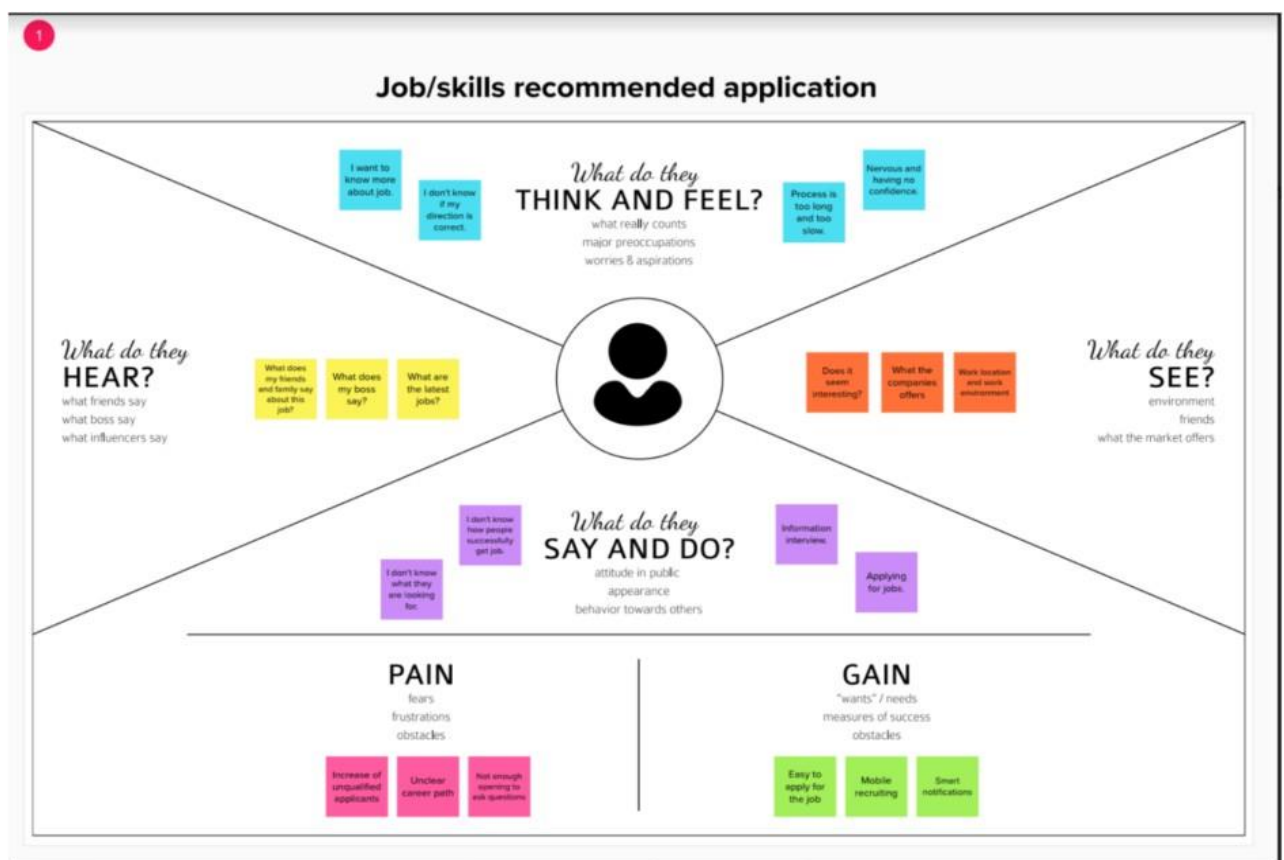 1
Job/skills recommended application
I want to
know more
about job.
I don't know
if my
direction is
correct.
What do they
THINK AND FEEL?
what really counts
major preoccupations
worries & aspirations
Process is
too long
and too
slow.
Nervous and
having no
confidence.
What do they
HEAR?
what friends say
what boss say
what influencers say
What does
my friends
and family say
about this
job?
What does
my boss
say?
What are
the latest
jobs?
Does it
seem
interesting?
What the
companies
offers
Work location
and work
environment
What do they
SEE?
environment
friends
what the market offers
I don't know
how people
successfully
get job.
I don't know
what they
are looking
for.
What do they
SAY AND DO?
attitude in public
appearance
behavior towards others
Information
interview.
Applying
for jobs.
PAIN
fears
frustrations
obstacles
Increase of
unqualified
applicants
Unclear
career path
Not enough
opening to
ask questions
GAIN
"wants" / needs
measures of success
obstacles
Easy to
apply for
the job
Mobile
recruiting
Smart
notifications